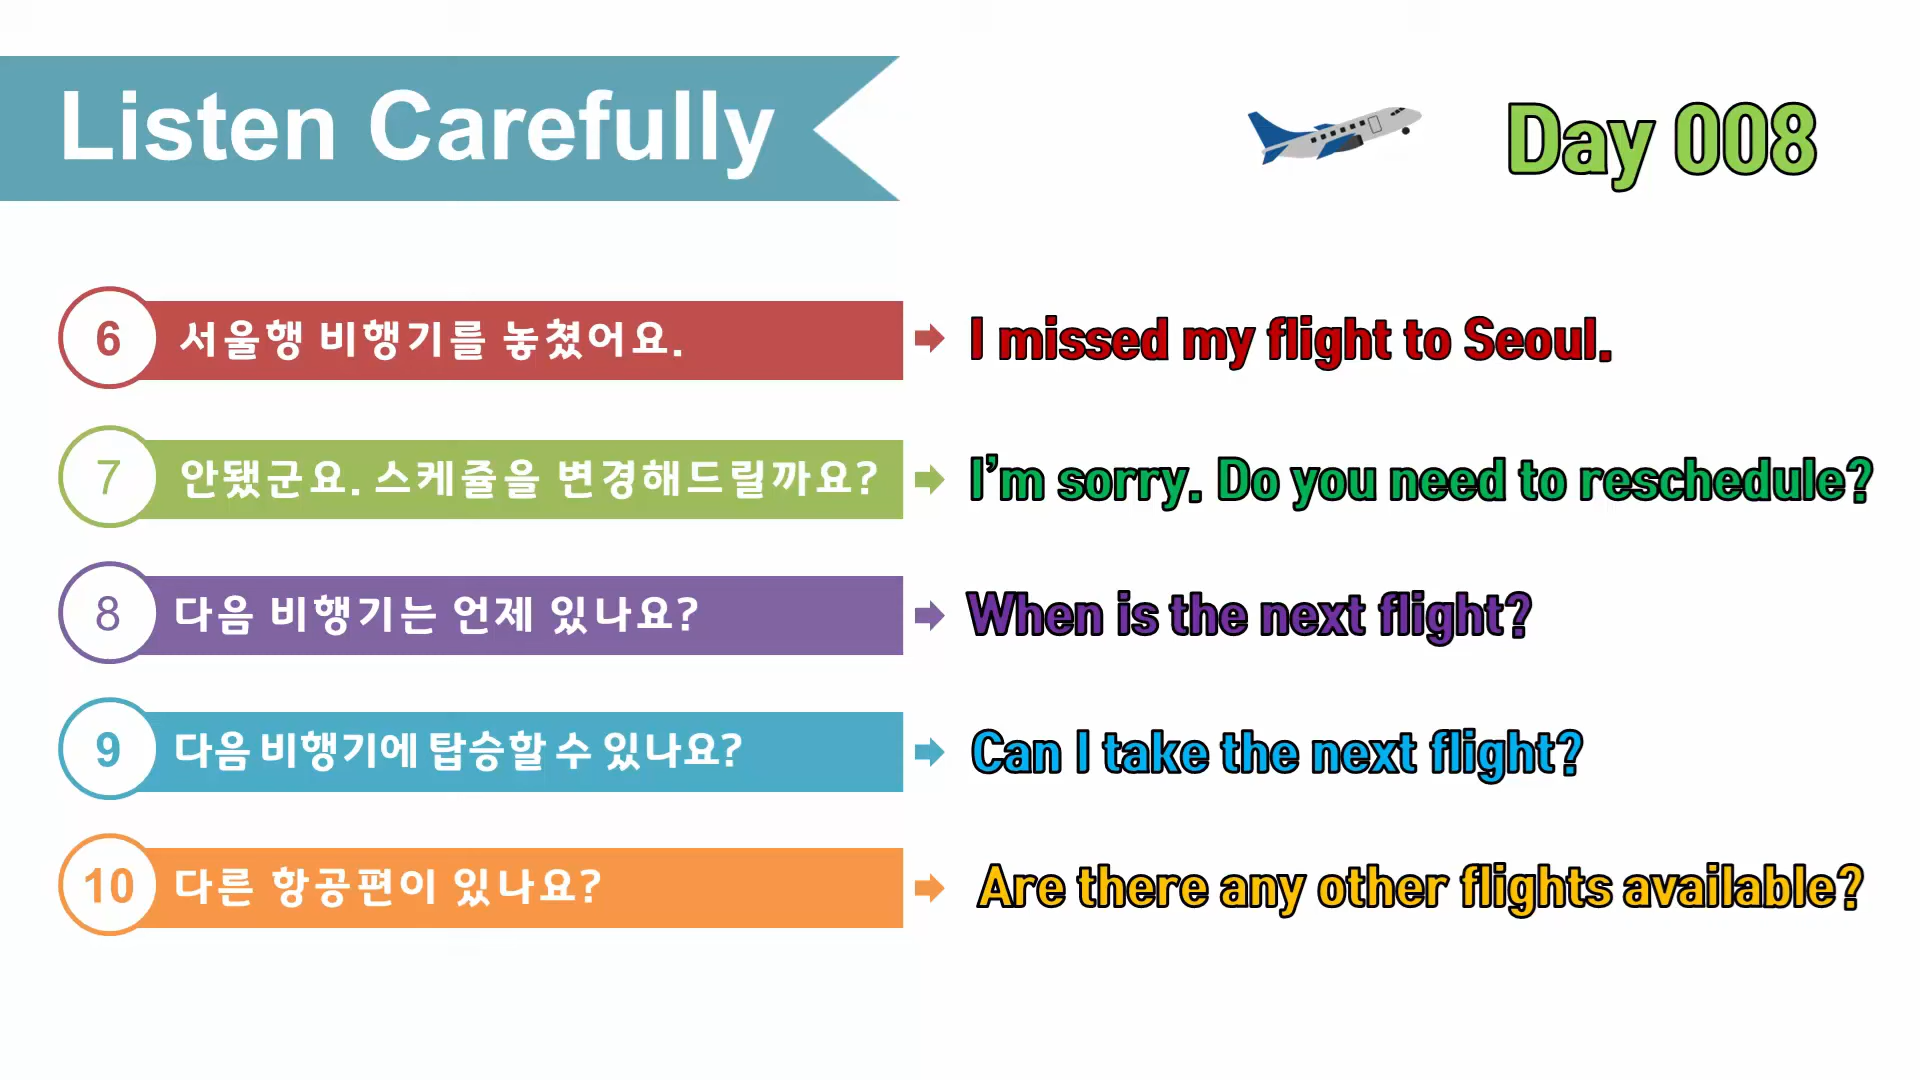 Listen Carefully
Day 008
6 서울행 비행기를 놓쳤어요. I missed my flight to Seoul.
7 안됐군요. 스케쥴을 변경해드릴까요? I'm sorry. Do you need to reschedule?
8 다음 비행기는 언제 있나요? When is the next flight?
9 다음 비행기에 탑승할 수 있나요? Can I take the next flight?
10 다른 항공편이 있나요? Are there any other flights available?